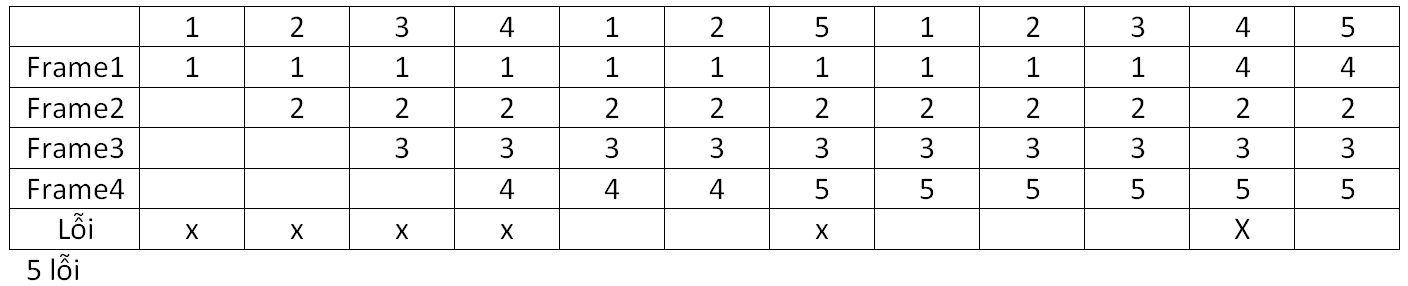 1 2 3 4 1 2 5 1 2 3 4 5
Frame1 1 1 1 1 1 1 1 1 1 1 4 4
Frame2 2 2 2 2 2 2 2 2 2 2 2
Frame3 3 3 3 3 3 3 3 3 3 3
Frame4 4 4 4 5 5 5 5 5 5
Lỗi x x x x x X
5 lỗi